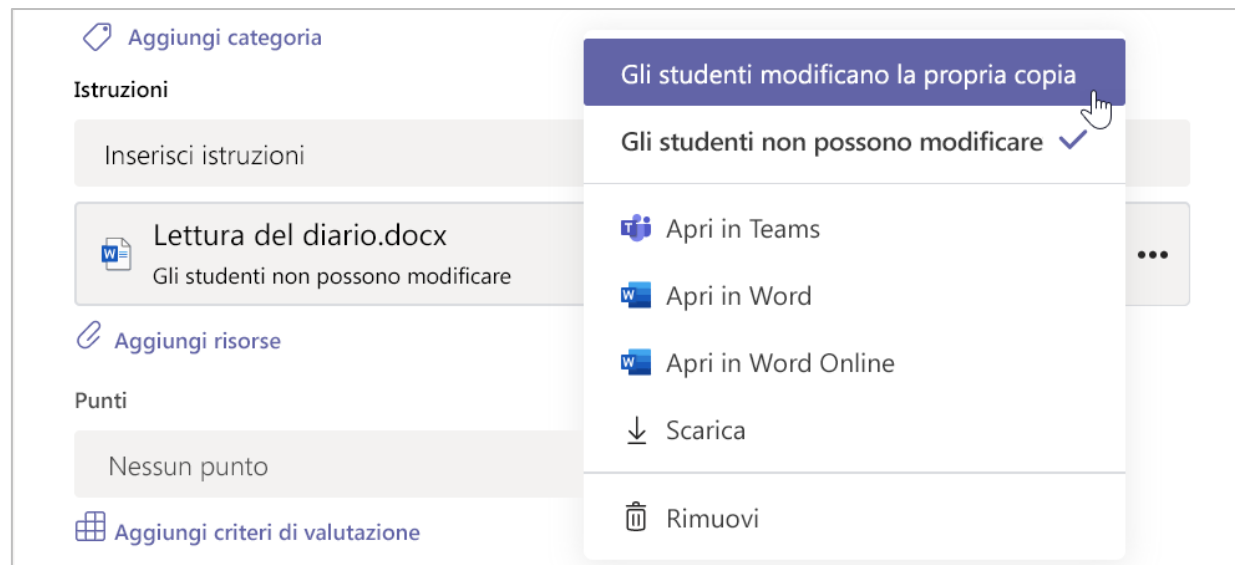 Aggiungi categoria
Istruzioni
Inserisci istruzioni
Lettura del diario.docx
Gli studenti non possono modificare
Aggiungi risorse
Punti
Nessun punto
Aggiungi criteri di valutazione
Gli studenti modificano la propria copia
Gli studenti non possono modificare
Apri in Teams
Apri in Word
Apri in Word Online
Scarica
Rimuovi